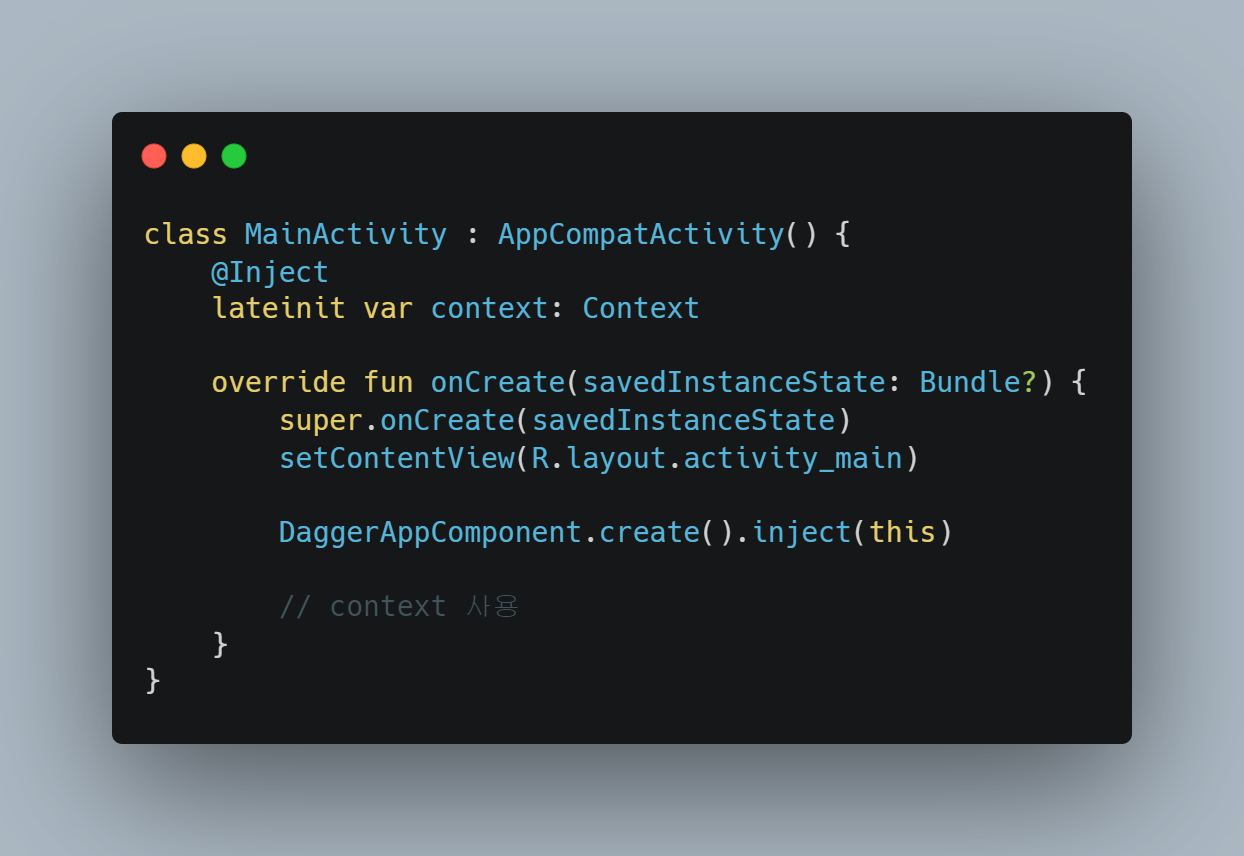 class MainActivity : AppCompatActivity() {
    @Inject
    lateinit var context: Context

    override fun onCreate(savedInstanceState: Bundle?) {
        super.onCreate(savedInstanceState)
        setContentView(R.layout.activity_main)

        DaggerAppComponent.create().inject(this)

        // context 사용
    }
}